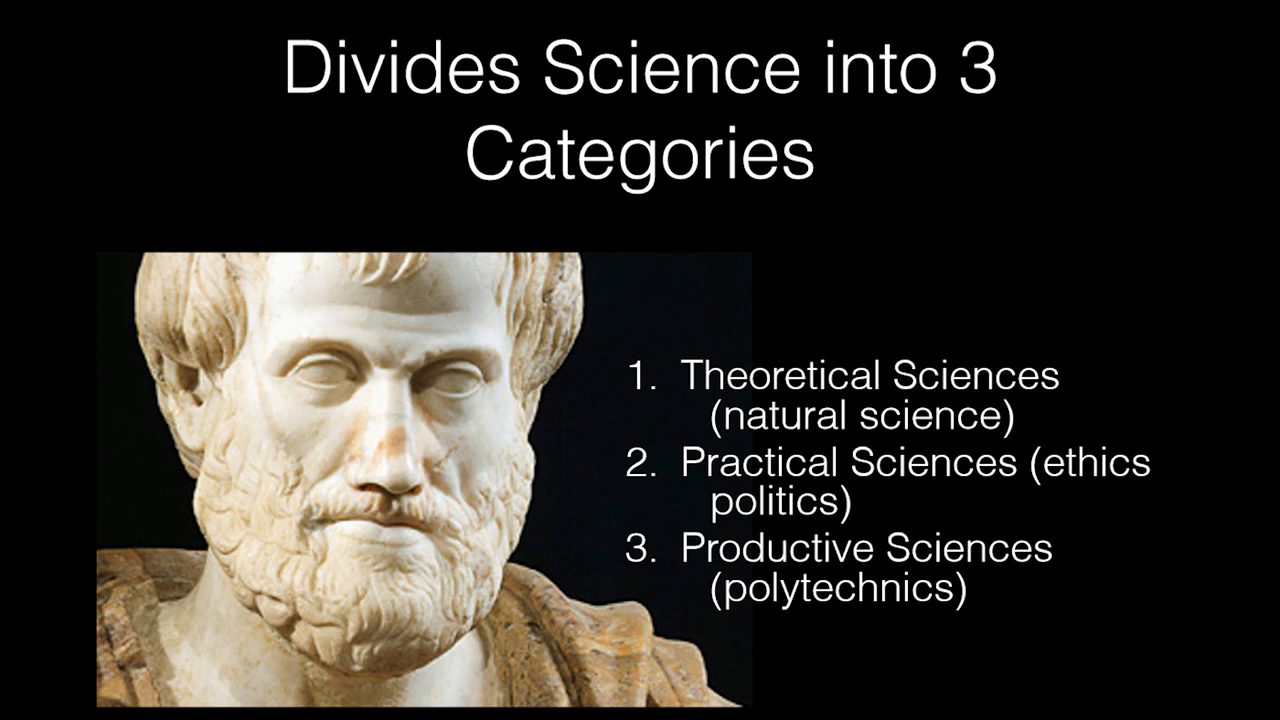 Divides Science into 3
Categories
1. Theoretical Sciences
(natural science)
2. Practical Sciences (ethics
politics)
3. Productive Sciences
(polytechnics)